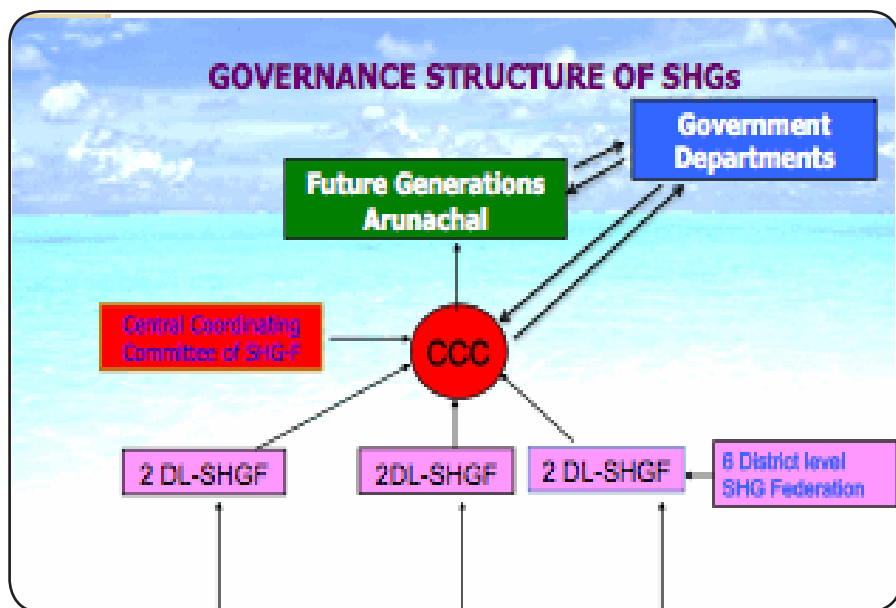 GOVERNANCE STRUCTURE OF SHGs
Government
Departments
Future Generations
Arunachal
Central Coordinating
Committee of SHG-F
CCC
2 DL-SHGF
2DL-SHGF
2 DL-SHGF
6 District level
SHG Federation